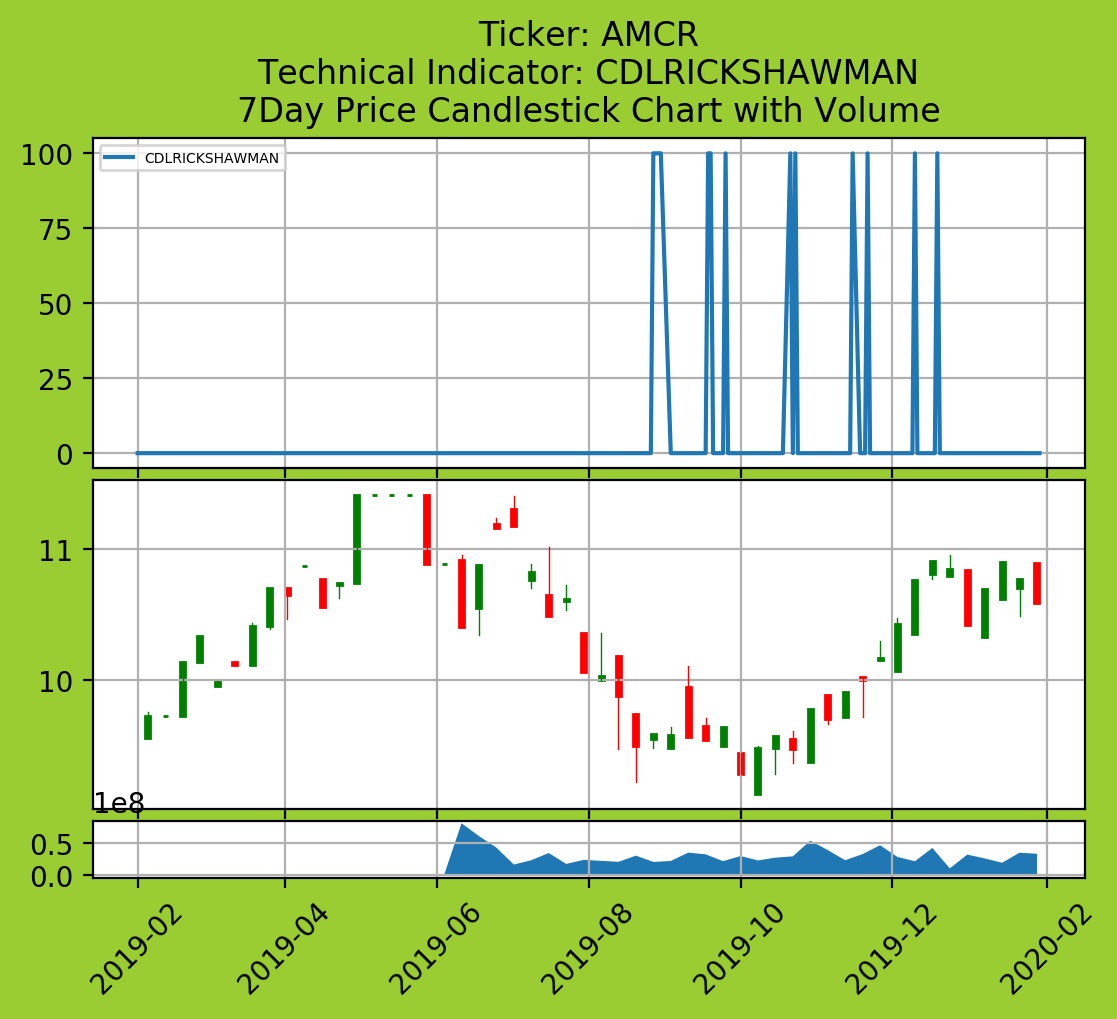 Ticker: AMCR
Technical Indicator: CDLRICKSHAWMAN
7Day Price Candlestick Chart with Volume
100
CDLRICKSHAWMAN
75
50
25
0
11
10
1e8
0.5
0.0
2019-02 2019-04 2019-06 2019-08 2019-10 2019-12 2020-02